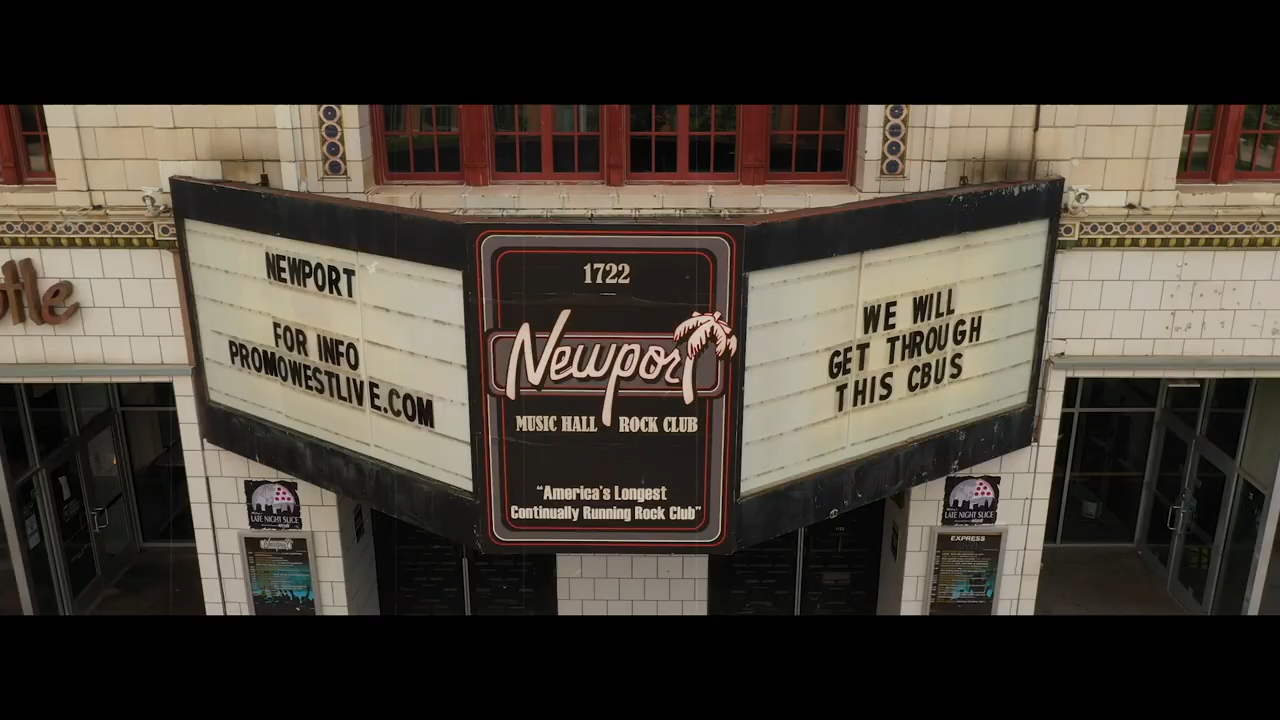 NEWPORT
FOR INFO
PROMOWESTLIVE.COM
1722
Newport
MUSIC HALL ROCK CLUB
"America's Longest
Continually Running Rock Club"
WE WILL
GET THROUGH
THIS CBUS
LATE NIGHT SLICE
Newport
LATE NIGHT SLICE
EXPRESS